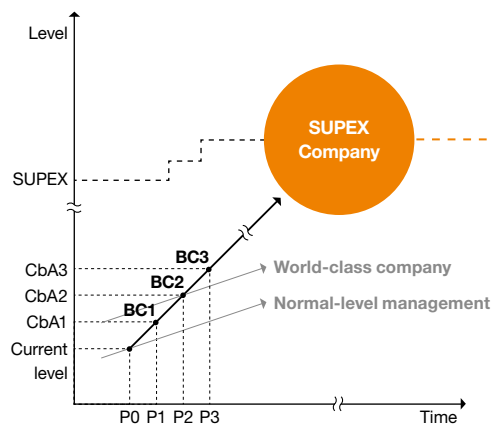 Level
SUPEX
Company
SUPEX
CbA3
BC3
World-class company
CbA2
BC2
Normal-level management
CbA1
BC1
Current
level
P0 P1 P2 P3
Time